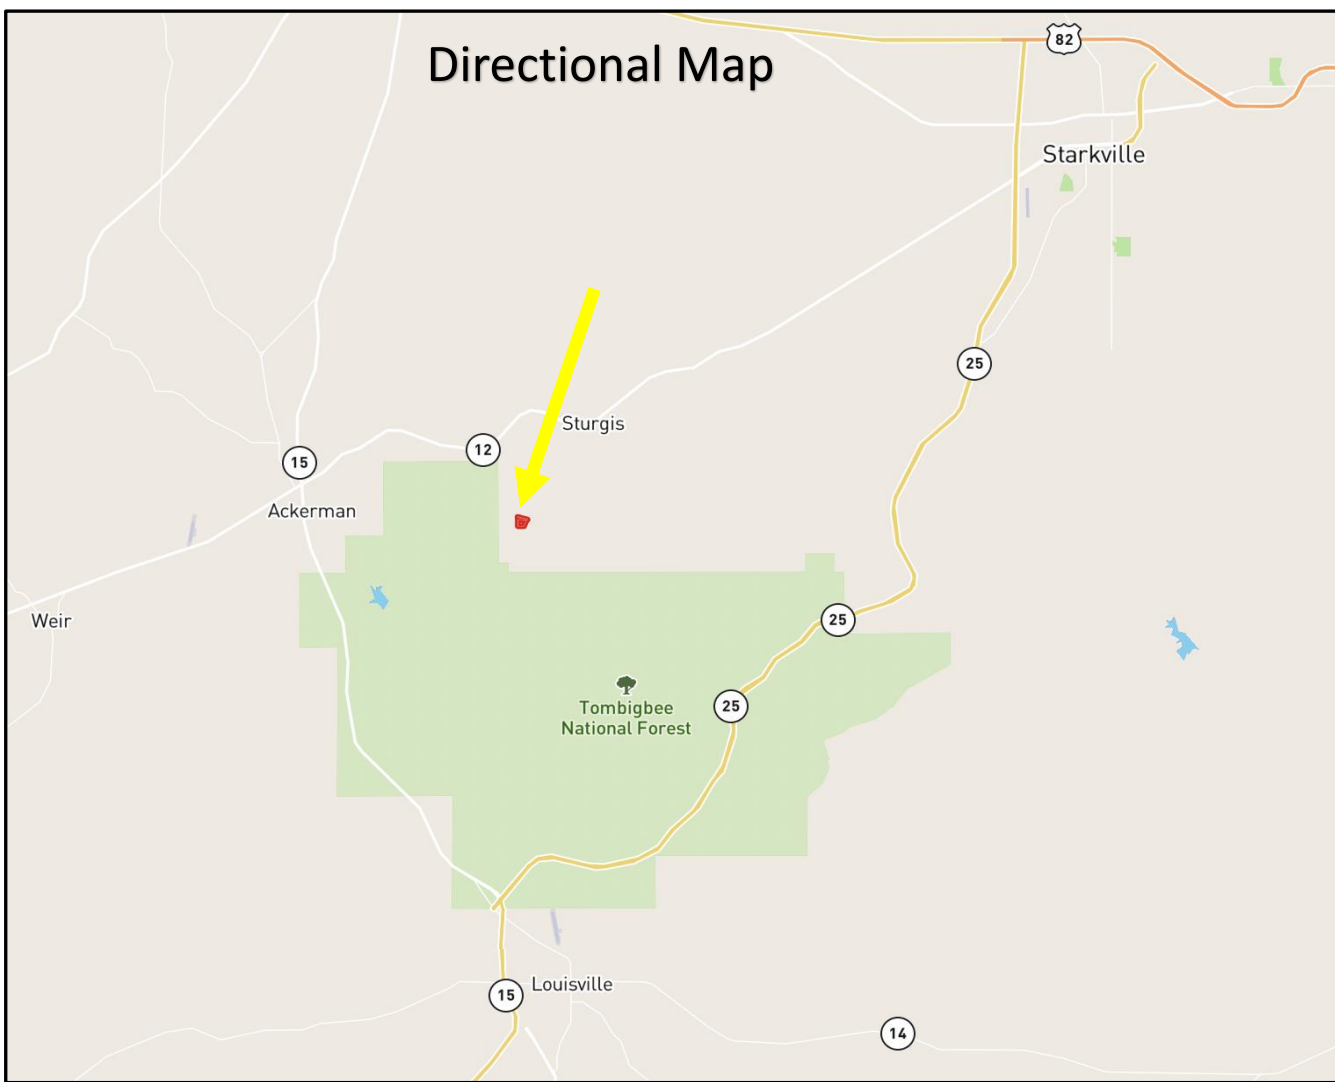 Directional Map
82
Starkville
25
Sturgis
12
15
Ackerman
Weir
25
Tombigbee
National Forest
25
Louisville
15
14